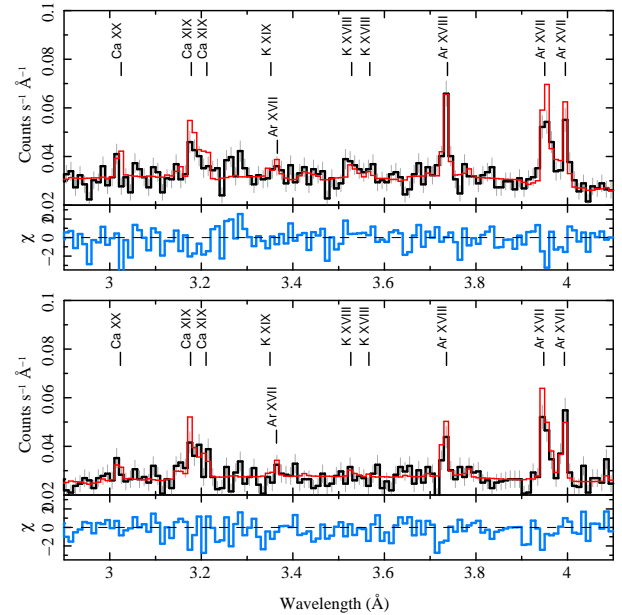 0.1
Ca XX
Ca XIX
Ca XIX
K XIX
Ar XVII
K XVIII
K XVIII
Ar XVIII
Ar XVII
Ar XVII
0.08
0.06
0.04
0.02
Counts s⁻¹ Å⁻¹
2
0
−2
χ
3 3.2 3.4 3.6 3.8 4
0.1
Ca XX
Ca XIX
Ca XIX
K XIX
Ar XVII
K XVIII
K XVIII
Ar XVIII
Ar XVII
Ar XVII
0.08
0.06
0.04
0.02
Counts s⁻¹ Å⁻¹
2
0
−2
χ
3 3.2 3.4 3.6 3.8 4
Wavelength (Å)